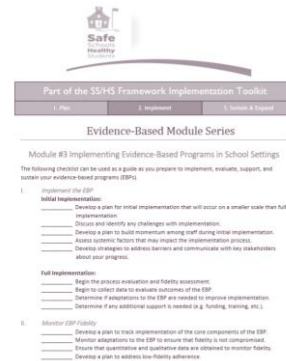 Safe
Schools
Healthy
Students
Part of the SS/HS Framework Implementation Toolkit
1. Plan
2. Implement
3. Sustain & Expand
Evidence-Based Module Series
Module #3 Implementing Evidence-Based Programs in School Settings
The following checklist can be used as a guide as you prepare to implement, evaluate, support, and
sustain your evidence-based programs (EBPs).
I. Implement the EBP
Initial Implementation:
Develop a plan for initial implementation that will occur on a smaller scale than full
implementation.
Discuss and identify any challenges with implementation.
Develop a plan to build momentum among staff during initial implementation.
Assess systemic factors that may impact the implementation process.
Develop strategies to address barriers and communicate with key stakeholders
about your progress.
Full Implementation:
Begin the process evaluation and fidelity assessment.
Begin to collect data to evaluate outcomes of the EBP.
Determine if adaptations to the EBP are needed to improve implementation.
Determine if any additional support is needed (e.g. funding, training, etc.).
II. Monitor EBP Fidelity
Develop a plan to track implementation of the core components of the EBP.
Monitor adaptations to the EBP to ensure that fidelity is not compromised.
Ensure that quantitative and qualitative data are obtained to monitor fidelity.
Develop a plan to address low-fidelity adherence.